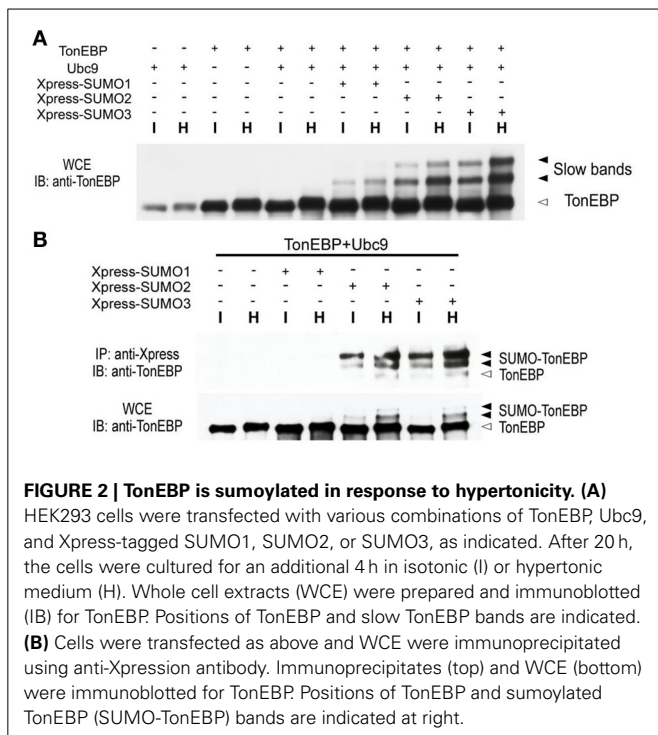 A
TonEBP - - + + + + + + + + + +
Ubc9 + + - - + + + + + + + +
Xpress-SUMO1 - - - - - - + + - - - -
Xpress-SUMO2 - - - - - - - - + + - -
Xpress-SUMO3 - - - - - - - - - - + +
I H I H I H I H I H I H
WCE
IB: anti-TonEBP
Slow bands
TonEBP
B
TonEBP+Ubc9
Xpress-SUMO1 - - + + - - - -
Xpress-SUMO2 - - - - + + - -
Xpress-SUMO3 - - - - - - + +
I H I H I H I H
IP: anti-Xpress
IB: anti-TonEBP
SUMO-TonEBP
TonEBP
WCE
IB: anti-TonEBP
SUMO-TonEBP
TonEBP
FIGURE 2 | TonEBP is sumoylated in response to hypertonicity. (A)
HEK293 cells were transfected with various combinations of TonEBP, Ubc9,
and Xpress-tagged SUMO1, SUMO2, or SUMO3, as indicated. After 20 h,
the cells were cultured for an additional 4 h in isotonic (I) or hypertonic
medium (H). Whole cell extracts (WCE) were prepared and immunoblotted
(IB) for TonEBP. Positions of TonEBP and slow TonEBP bands are indicated.
(B) Cells were transfected as above and WCE were immunoprecipitated
using anti-Xpression antibody. Immunoprecipitates (top) and WCE (bottom)
were immunoblotted for TonEBP. Positions of TonEBP and sumoylated
TonEBP (SUMO-TonEBP) bands are indicated at right.